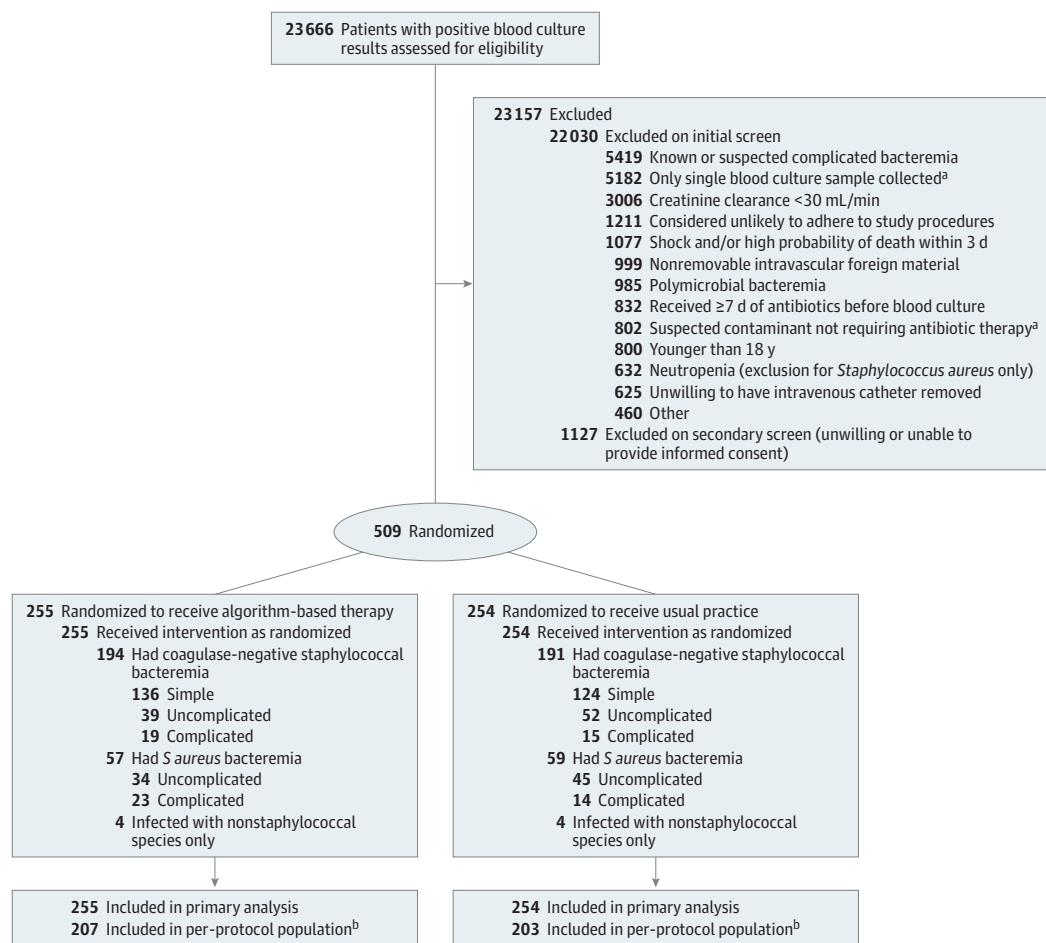 23 666 Patients with positive blood culture
results assessed for eligibility
23 157 Excluded
22 030 Excluded on initial screen
5419 Known or suspected complicated bacteremia
5182 Only single blood culture sample collectedᵃ
3006 Creatinine clearance <30 mL/min
1211 Considered unlikely to adhere to study procedures
1077 Shock and/or high probability of death within 3 d
999 Nonremovable intravascular foreign material
985 Polymicrobial bacteremia
832 Received ≥7 d of antibiotics before blood culture
802 Suspected contaminant not requiring antibiotic therapyᵃ
800 Younger than 18 y
632 Neutropenia (exclusion for Staphylococcus aureus only)
625 Unwilling to have intravenous catheter removed
460 Other
1127 Excluded on secondary screen (unwilling or unable to
provide informed consent)
509 Randomized
255 Randomized to receive algorithm-based therapy
255 Received intervention as randomized
194 Had coagulase-negative staphylococcal
bacteremia
136 Simple
39 Uncomplicated
19 Complicated
57 Had S aureus bacteremia
34 Uncomplicated
23 Complicated
4 Infected with nonstaphylococcal
species only
254 Randomized to receive usual practice
254 Received intervention as randomized
191 Had coagulase-negative staphylococcal
bacteremia
124 Simple
52 Uncomplicated
15 Complicated
59 Had S aureus bacteremia
45 Uncomplicated
14 Complicated
4 Infected with nonstaphylococcal
species only
255 Included in primary analysis
207 Included in per-protocol populationᵇ
254 Included in primary analysis
203 Included in per-protocol populationᵇ